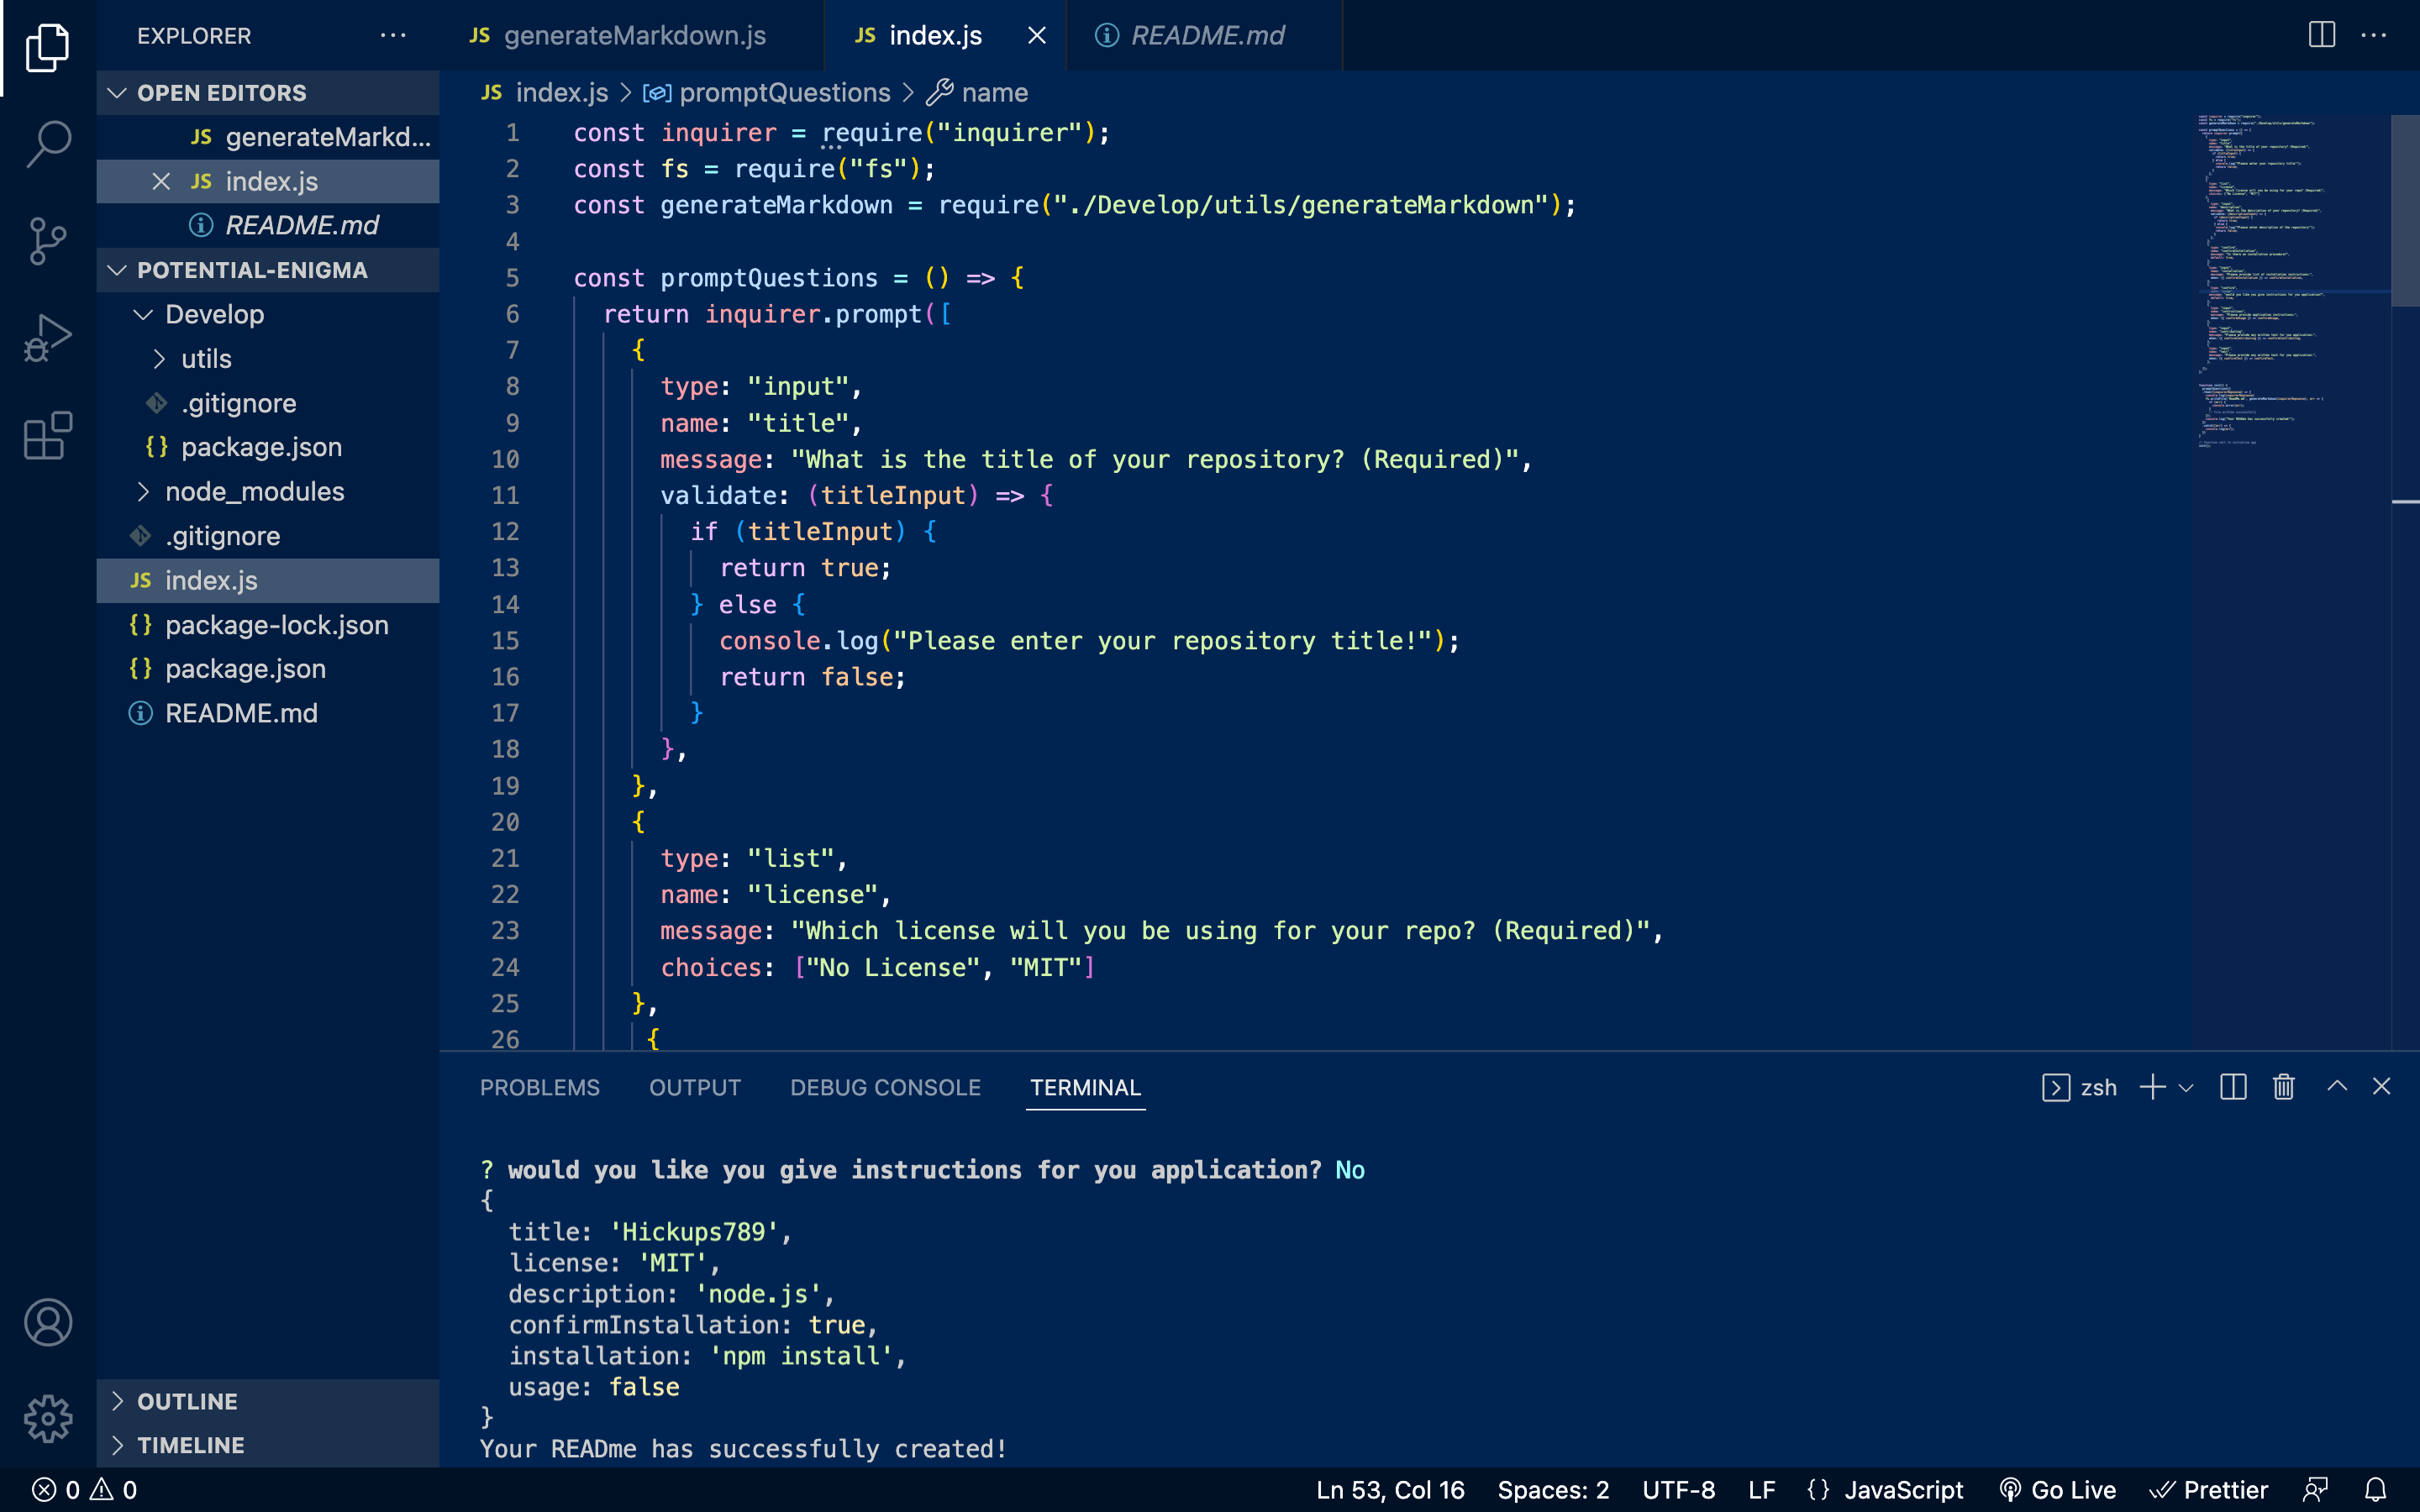 EXPLORER
OPEN EDITORS
JS generateMarkd...
JS index.js
README.md
POTENTIAL-ENIGMA
Develop
utils
.gitignore
{} package.json
node_modules
.gitignore
JS index.js
{} package-lock.json
{} package.json
README.md
OUTLINE
TIMELINE
JS generateMarkdown.js
JS index.js
README.md
JS index.js > promptQuestions > name
1 const inquirer = require("inquirer");
2 const fs = require("fs");
3 const generateMarkdown = require("./Develop/utils/generateMarkdown");
4
5 const promptQuestions = () => {
6 return inquirer.prompt([
7 {
8 type: "input",
9 name: "title",
10 message: "What is the title of your repository? (Required)",
11 validate: (titleInput) => {
12 if (titleInput) {
13 return true;
14 } else {
15 console.log("Please enter your repository title!");
16 return false;
17 }
18 },
19 },
20 {
21 type: "list",
22 name: "license",
23 message: "Which license will you be using for your repo? (Required)",
24 choices: ["No License", "MIT"]
25 },
26 {
PROBLEMS OUTPUT DEBUG CONSOLE TERMINAL
zsh
? would you like you give instructions for you application? No
{
title: 'Hickups789',
license: 'MIT',
description: 'node.js',
confirmInstallation: true,
installation: 'npm install',
usage: false
}
Your READme has successfully created!
0 0
Ln 53, Col 16 Spaces: 2 UTF-8 LF {} JavaScript Go Live Prettier